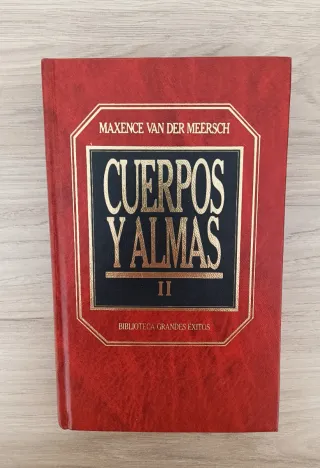 MAXENCE VAN DER MEERSCH
CUERPOS
Y ALMAS
II
BIBLIOTECA GRANDES EXITOS